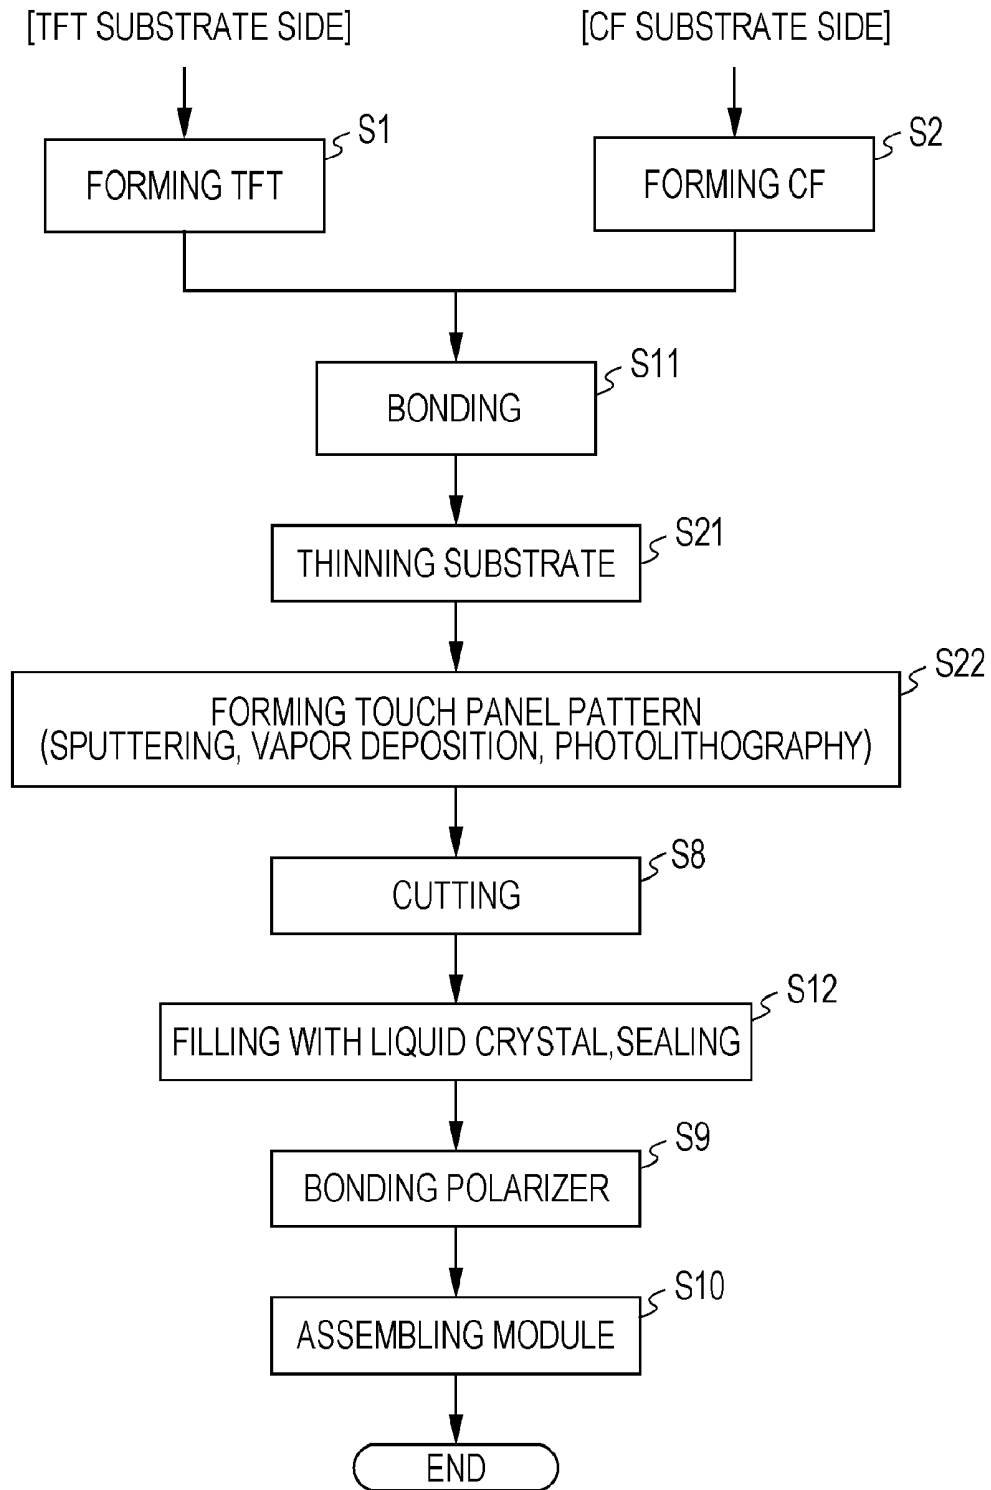 [TFT SUBSTRATE SIDE]
[CF SUBSTRATE SIDE]
S1
FORMING TFT
S2
FORMING CF
S11
BONDING
S21
THINNING SUBSTRATE
S22
FORMING TOUCH PANEL PATTERN
(SPUTTERING, VAPOR DEPOSITION, PHOTOLITHOGRAPHY)
S8
CUTTING
S12
FILLING WITH LIQUID CRYSTAL,SEALING
S9
BONDING POLARIZER
S10
ASSEMBLING MODULE
END